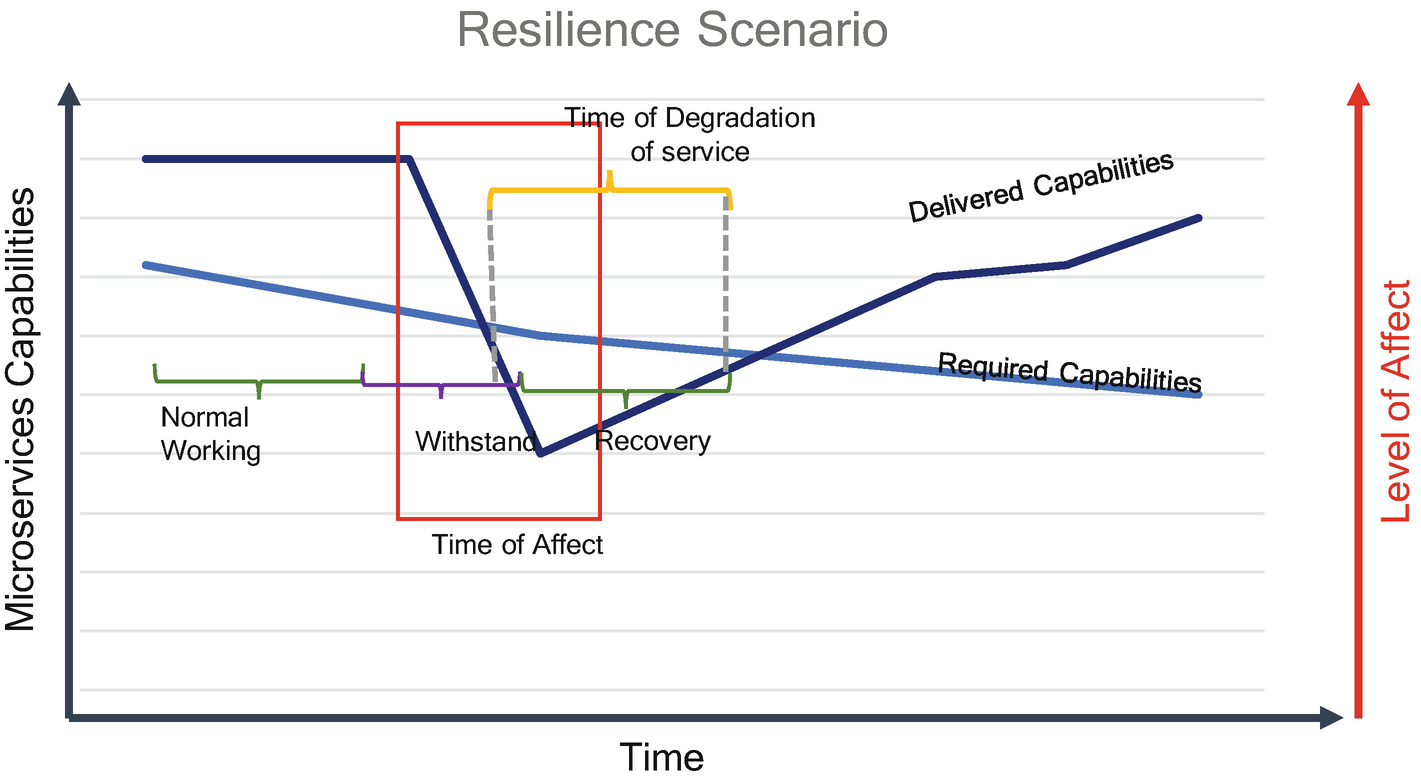 Resilience Scenario
Time of Degradation
of service
Delivered Capabilities
Required Capabilities
Normal
Working
Withstand
Recovery
Time of Affect
Microservices Capabilities
Level of Affect
Time